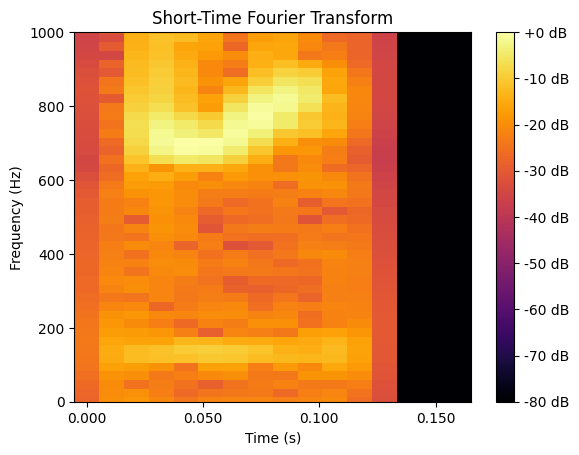 Short-Time Fourier Transform
1000
800
600
400
200
0
Frequency (Hz)
0.000
0.050
0.100
0.150
Time (s)
+0 dB
-10 dB
-20 dB
-30 dB
-40 dB
-50 dB
-60 dB
-70 dB
-80 dB